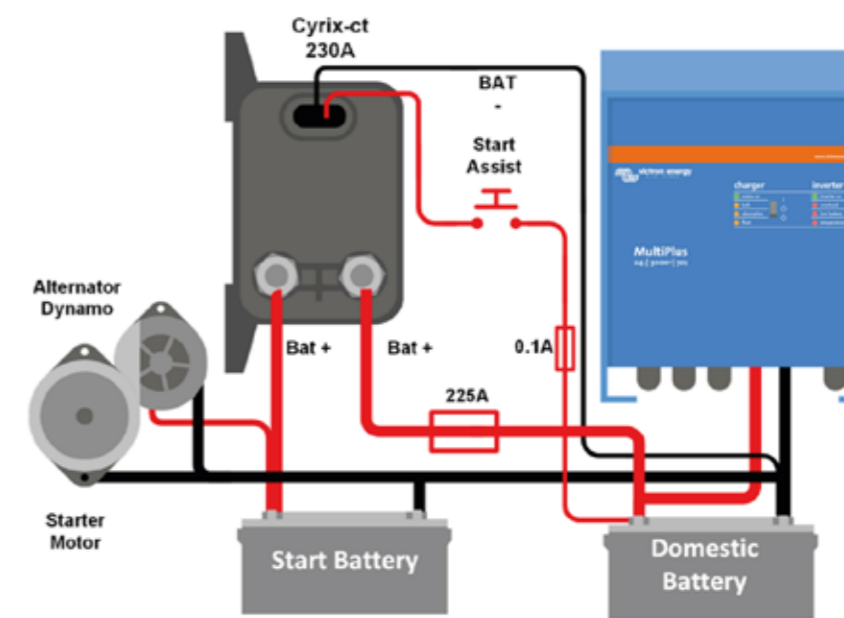 Cyrix-ct
230A
BAT
-
Start
Assist
victron energy
charger
inverter
MultiPlus
Alternator
Dynamo
Bat +
Bat +
0.1A
225A
Starter
Motor
Start Battery
Domestic
Battery